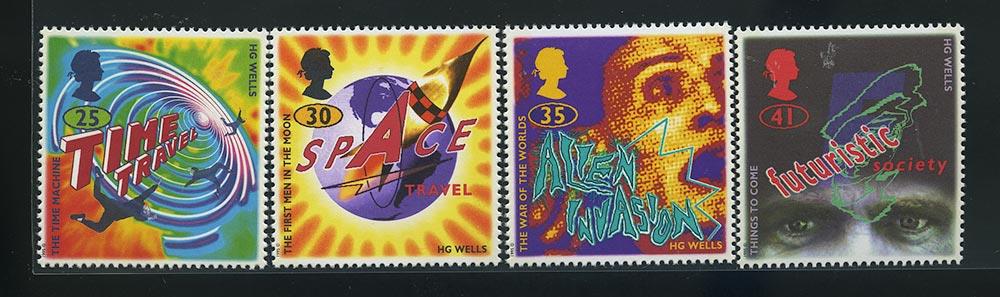 HG WELLS
25
TIME
TRAVEL
THE TIME MACHINE
30
SPACE
TRAVEL
THE FIRST MEN IN THE MOON
HG WELLS
35
ALIEN
INVASION
THE WAR OF THE WORLDS
HG WELLS
HG WELLS
41
futuristic
society
THINGS TO COME